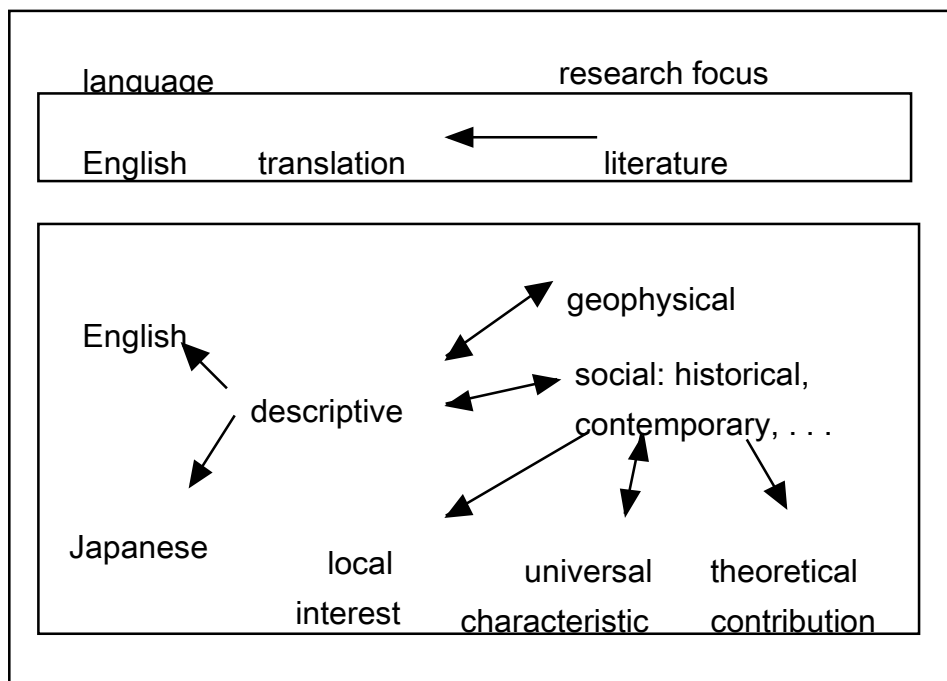 language
research focus
English translation literature
geophysical
English
social: historical,
descriptive
contemporary, . . .
Japanese
local
interest
universal
characteristic
theoretical
contribution